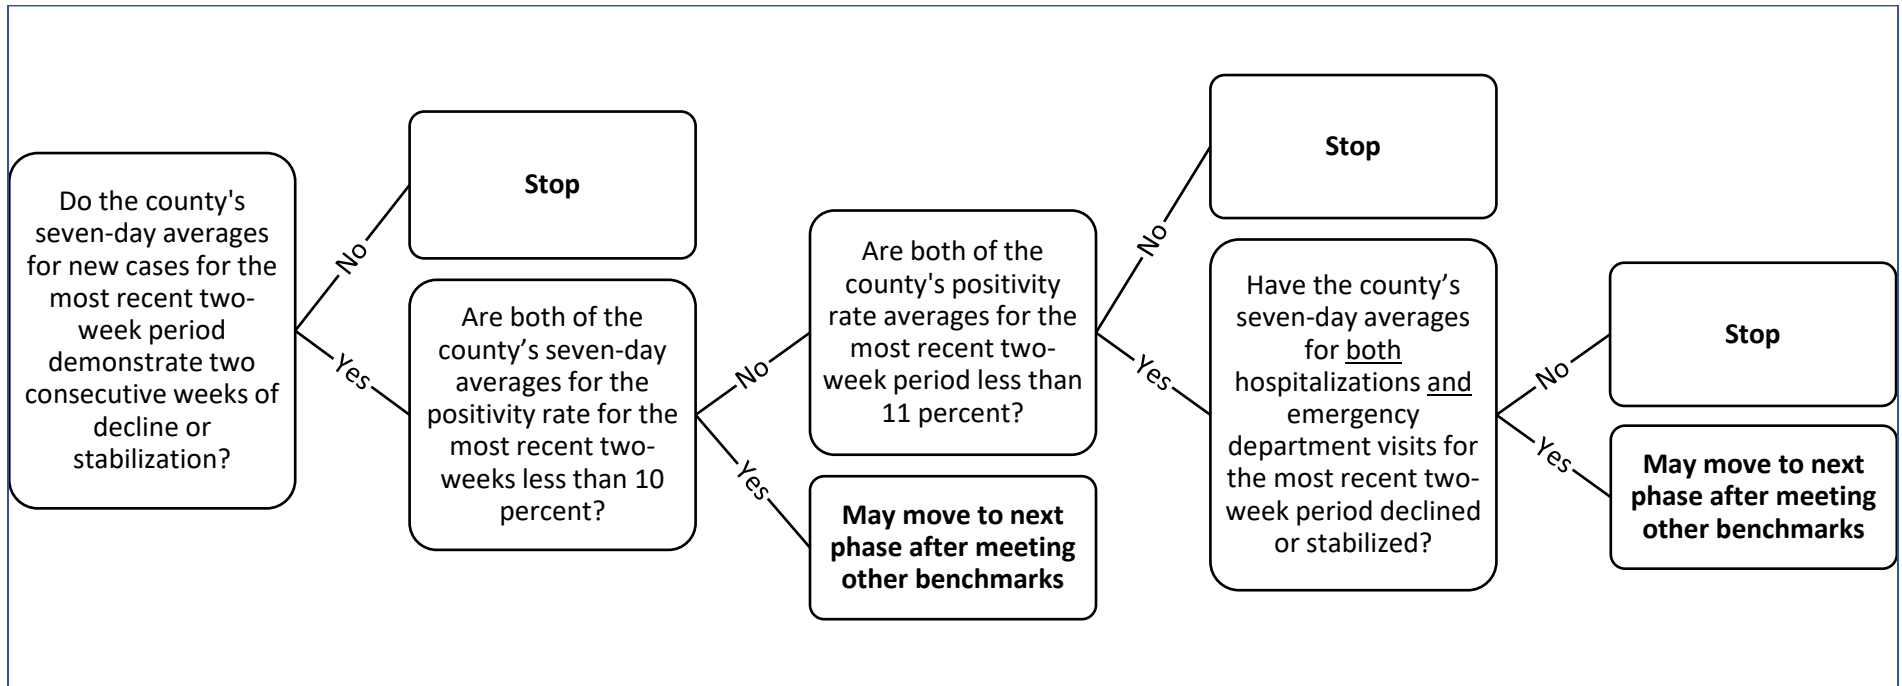 Do the county's
seven-day averages
for new cases for the
most recent two-
week period
demonstrate two
consecutive weeks of
decline or
stabilization?
No
Yes
Stop
Are both of the
county’s seven-day
averages for the
positivity rate for the
most recent two-
weeks less than 10
percent?
No
Yes
Are both of the
county's positivity
rate averages for the
most recent two-
week period less than
11 percent?
May move to next
phase after meeting
other benchmarks
No
Yes
Stop
Have the county’s
seven-day averages
for both
hospitalizations and
emergency
department visits for
the most recent two-
week period declined
or stabilized?
No
Yes
Stop
May move to next
phase after meeting
other benchmarks